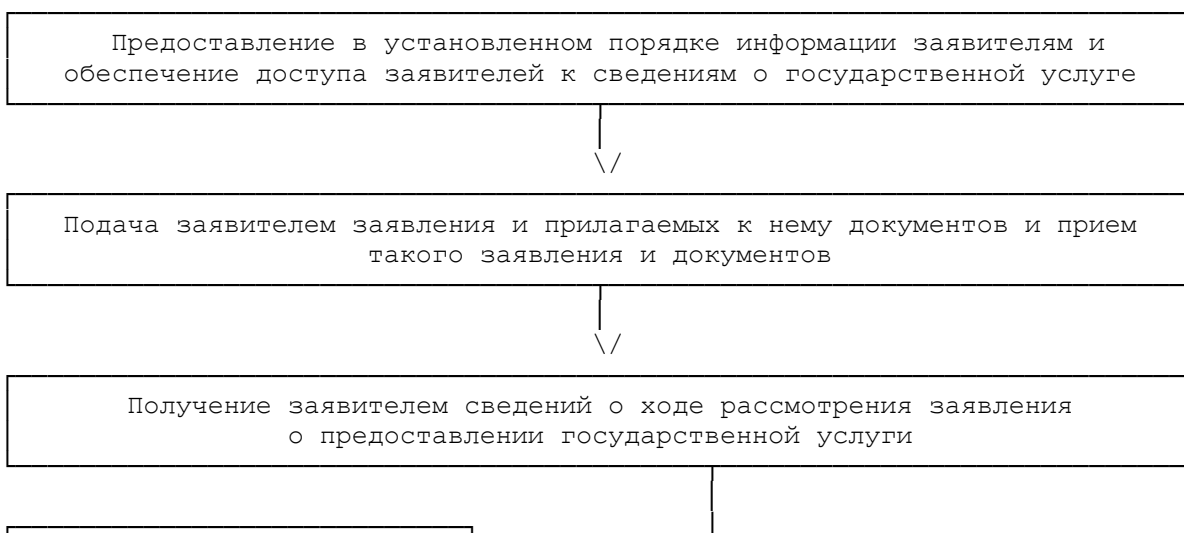 Предоставление в установленном порядке информации заявителям и
обеспечение доступа заявителей к сведениям о государственной услуге
Подача заявителем заявления и прилагаемых к нему документов и прием
такого заявления и документов
Получение заявителем сведений о ходе рассмотрения заявления
о предоставлении государственной услуги